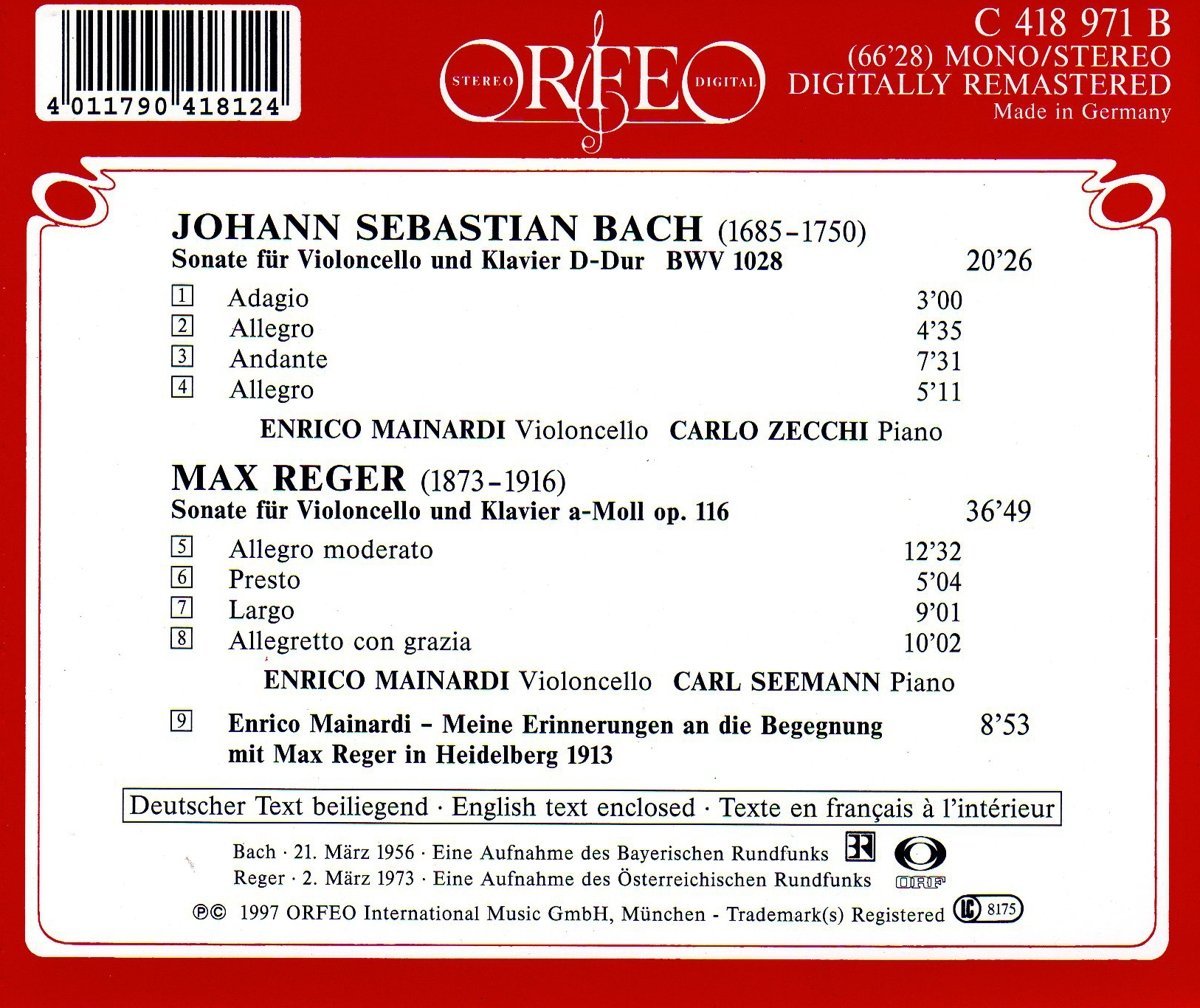 4 011790 418124
STEREO ORFEO DIGITAL
C 418 971 B
(66'28) MONO/STEREO
DIGITALLY REMASTERED
Made in Germany
JOHANN SEBASTIAN BACH (1685–1750)
Sonate für Violoncello und Klavier D-Dur BWV 1028 20'26
1 Adagio 3'00
2 Allegro 4'35
3 Andante 7'31
4 Allegro 5'11
ENRICO MAINARDI Violoncello CARLO ZECCHI Piano
MAX REGER (1873–1916)
Sonate für Violoncello und Klavier a-Moll op. 116 36'49
5 Allegro moderato 12'32
6 Presto 5'04
7 Largo 9'01
8 Allegretto con grazia 10'02
ENRICO MAINARDI Violoncello CARL SEEMANN Piano
9 Enrico Mainardi – Meine Erinnerungen an die Begegnung 8'53
mit Max Reger in Heidelberg 1913
Deutscher Text beiliegend · English text enclosed · Texte en français à l'intérieur
Bach · 21. März 1956 · Eine Aufnahme des Bayerischen Rundfunks BR
Reger · 2. März 1973 · Eine Aufnahme des Österreichischen Rundfunks ORF
℗© 1997 ORFEO International Music GmbH, München - Trademark(s) Registered LC 8175